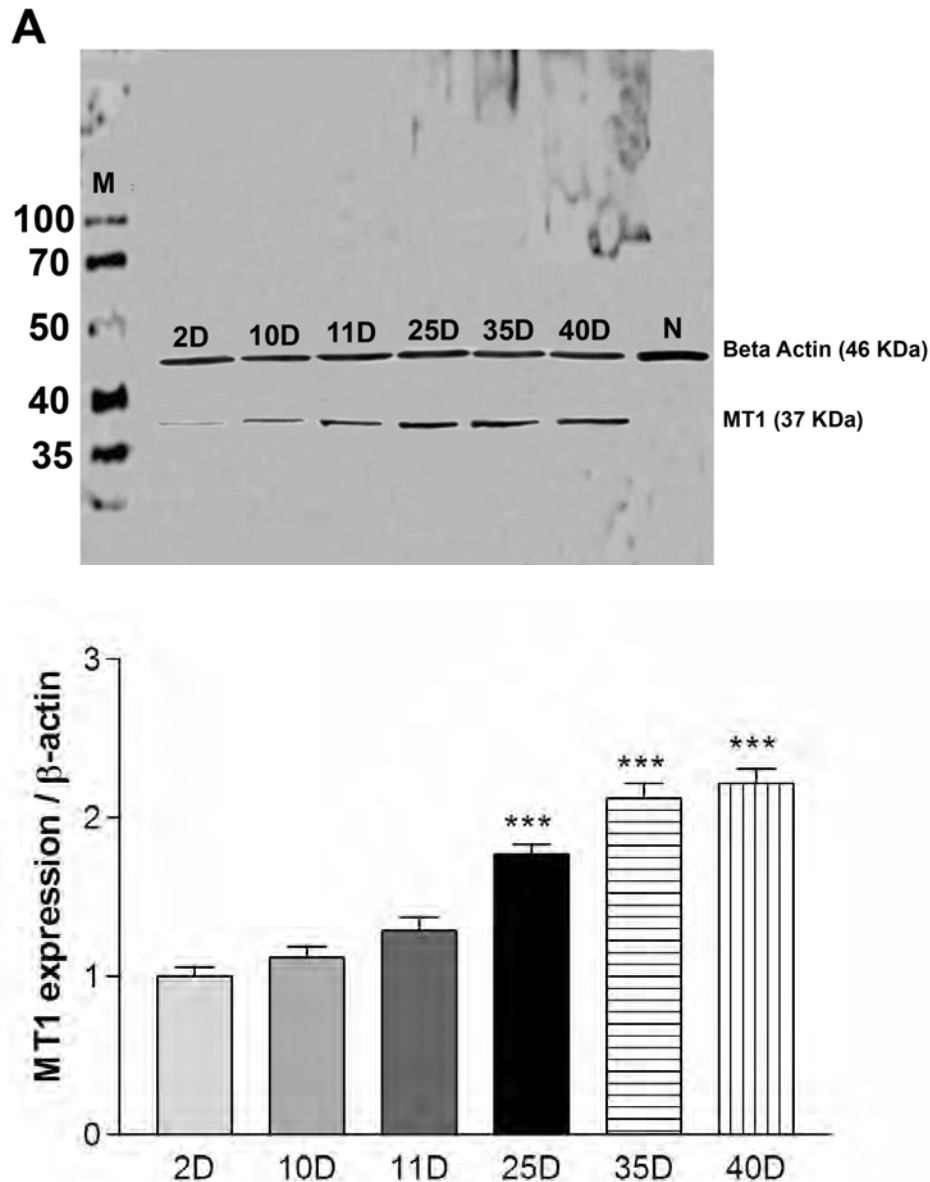 A
M
100
70
50
2D 10D 11D 25D 35D 40D N
Beta Actin (46 KDa)
40
MT1 (37 KDa)
35
3
2
1
0
MT1 expression / β-actin
*** *** ***
2D 10D 11D 25D 35D 40D